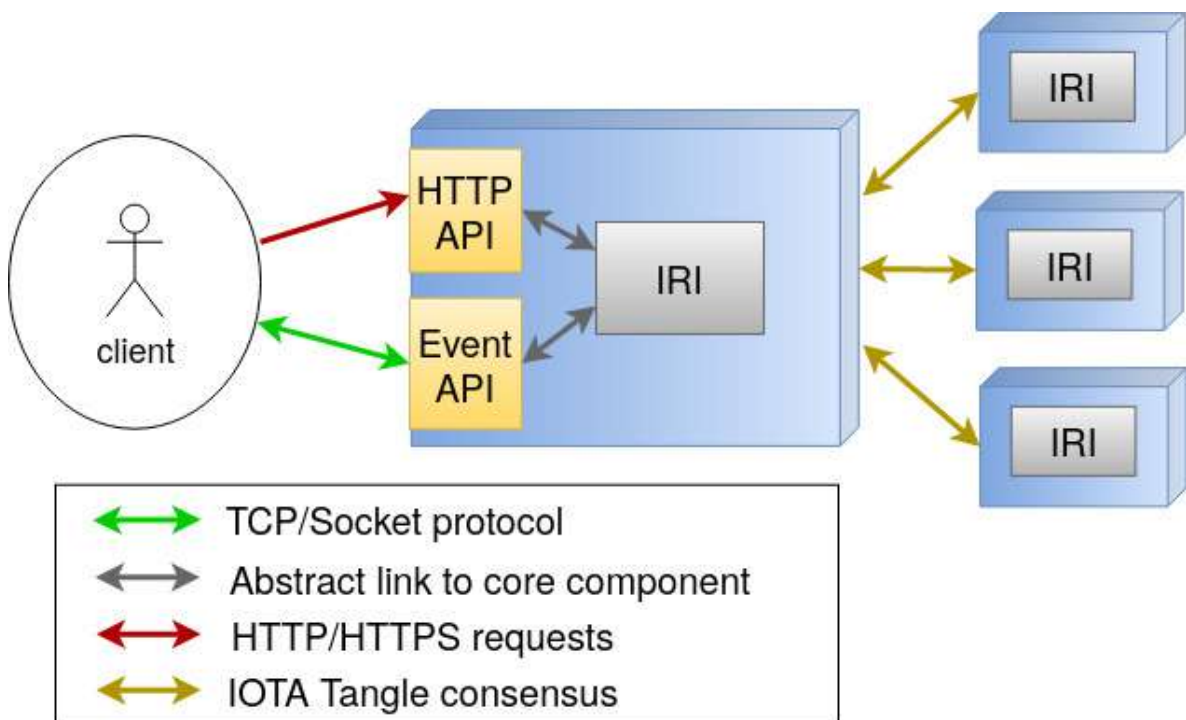 HTTP
API
Event
API
IRI
client
IRI
IRI
IRI
TCP/Socket protocol
Abstract link to core component
HTTP/HTTPS requests
IOTA Tangle consensus